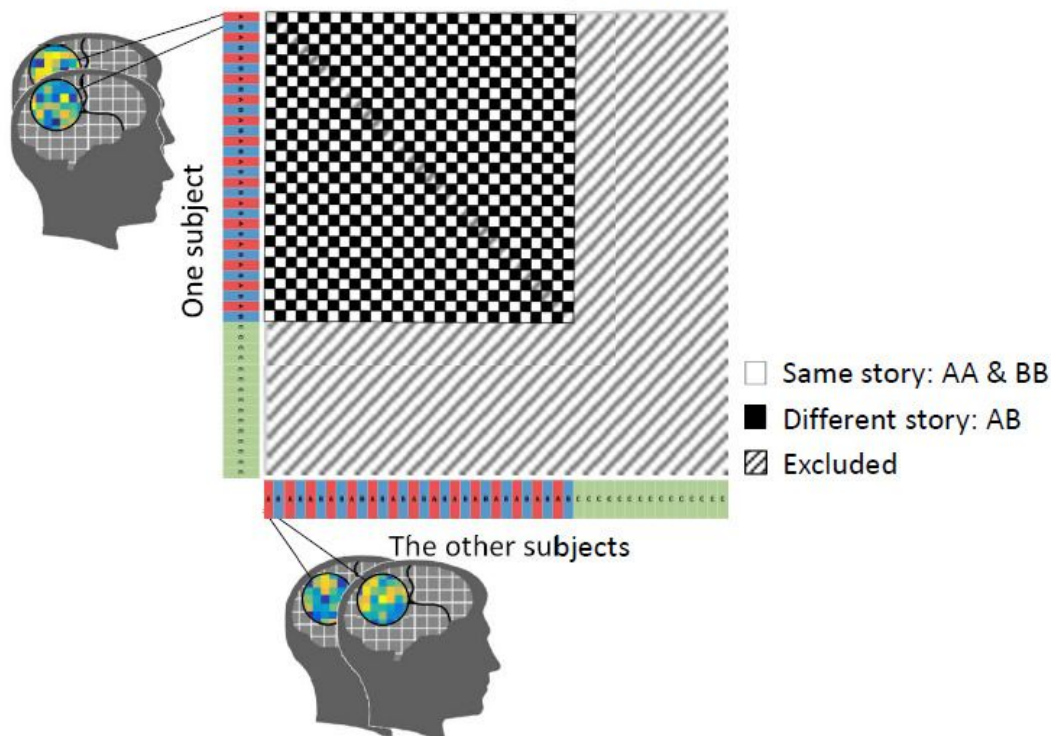 One subject
Same story: AA & BB
Different story: AB
Excluded
A B A B A B A B A B A B A B A B A B A B A B A B A B A B A B C C C C C C C C C C C C C C C
The other subjects